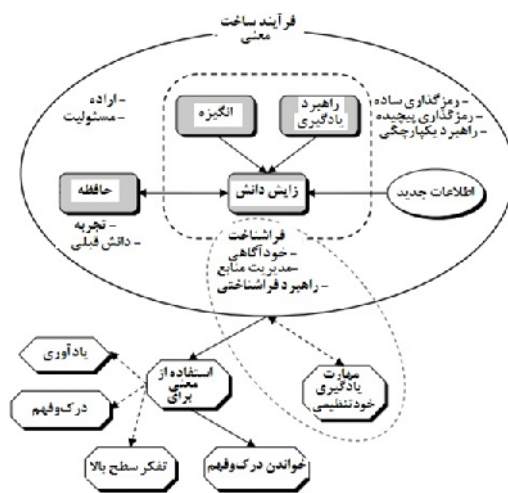 فرآیند ساخت
معنی
- اراده
- مسئولیت
انگیزه
راهبرد
یادگیری
- رمزگذاری ساده
- رمزگذاری پیچیده
- راهبرد یکپارچگی
حافظه
زایش دانش
اطلاعات جدید
- تجربه
- دانش قبلی
فراشناخت
- خودآگاهی
- مدیریت منابع
- راهبرد فراشناختی
یادآوری
استفاده از
معنی
برای
مهارت
یادگیری
خودتنظیمی
درک‌وفهم
تفکر سطح بالا
خواندن درک‌وفهم